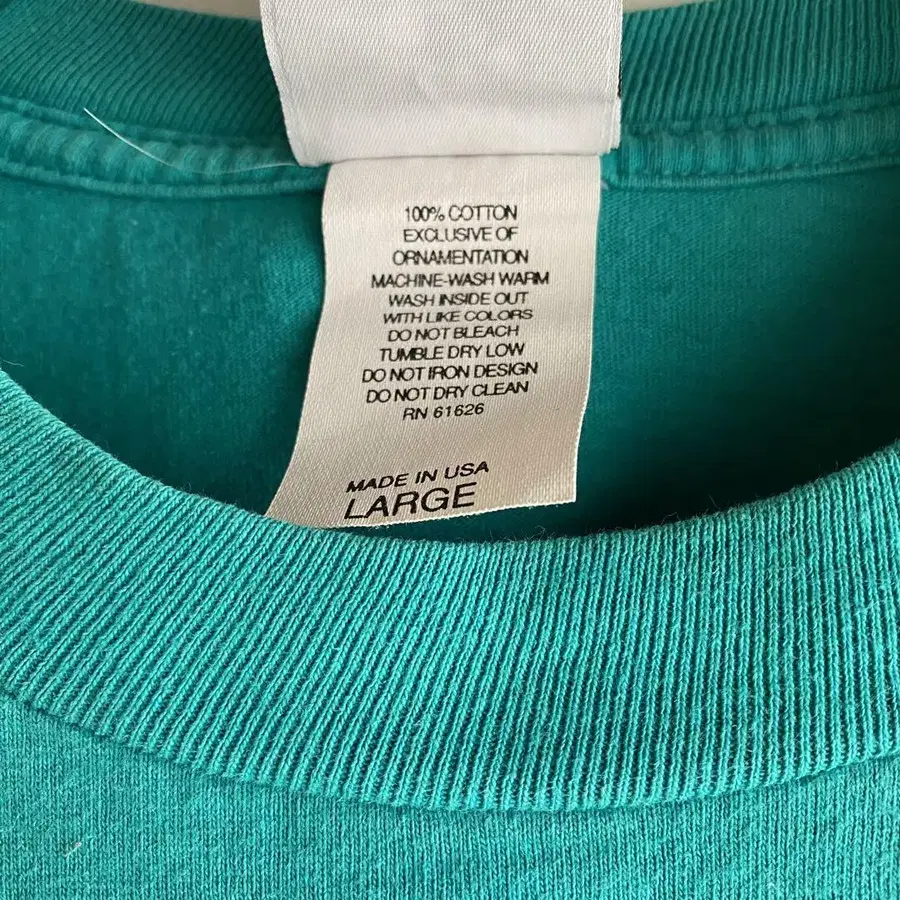 100% COTTON
EXCLUSIVE OF
ORNAMENTATION
MACHINE-WASH WARM
WASH INSIDE OUT
WITH LIKE COLORS
DO NOT BLEACH
TUMBLE DRY LOW
DO NOT IRON DESIGN
DO NOT DRY CLEAN
RN 61626
MADE IN USA
LARGE